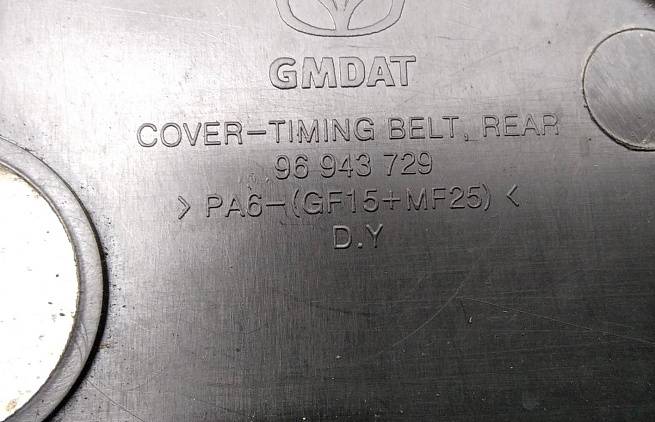 GMDAT
COVER-TIMING BELT, REAR
96 943 729
> PA6-(GF15+MF25) <
D.Y